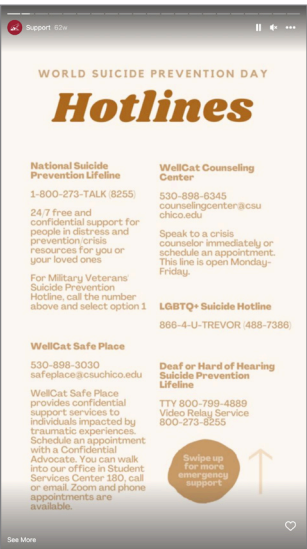 Support 62w
WORLD SUICIDE PREVENTION DAY
Hotlines
National Suicide
Prevention Lifeline
1-800-273-TALK (8255)
24/7 free and
confidential support for
people in distress and
prevention/crisis
resources for you or
your loved ones
For Military Veterans'
Suicide Prevention
Hotline, call the number
above and select option 1
WellCat Safe Place
530-898-3030
safeplace@csuchico.edu
WellCat Safe Place
provides confidential
support services to
individuals impacted by
traumatic experiences.
Schedule an appointment
with a Confidential
Advocate. You can walk
into our office in Student
Services Center 180, call
or email. Zoom and phone
appointments are
available.
WellCat Counseling
Center
530-898-6345
counselingcenter@csu
chico.edu
Speak to a crisis
counselor immediately or
schedule an appointment.
This line is open Monday-
Friday.
LGBTQ+ Suicide Hotline
866-4-U-TREVOR (488-7386)
Deaf or Hard of Hearing
Suicide Prevention
Lifeline
TTY 800-799-4889
Video Relay Service
800-273-8255
Swipe up
for more
emergency
support
See More